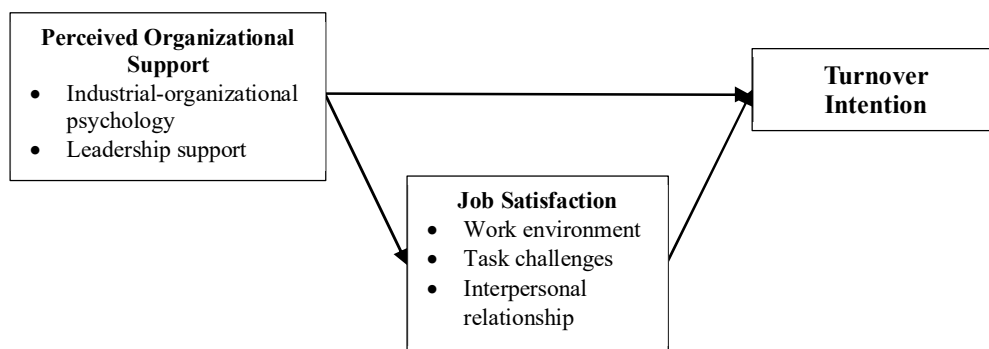 Perceived Organizational
Support
• Industrial-organizational
psychology
• Leadership support
Turnover
Intention
Job Satisfaction
• Work environment
• Task challenges
• Interpersonal
relationship